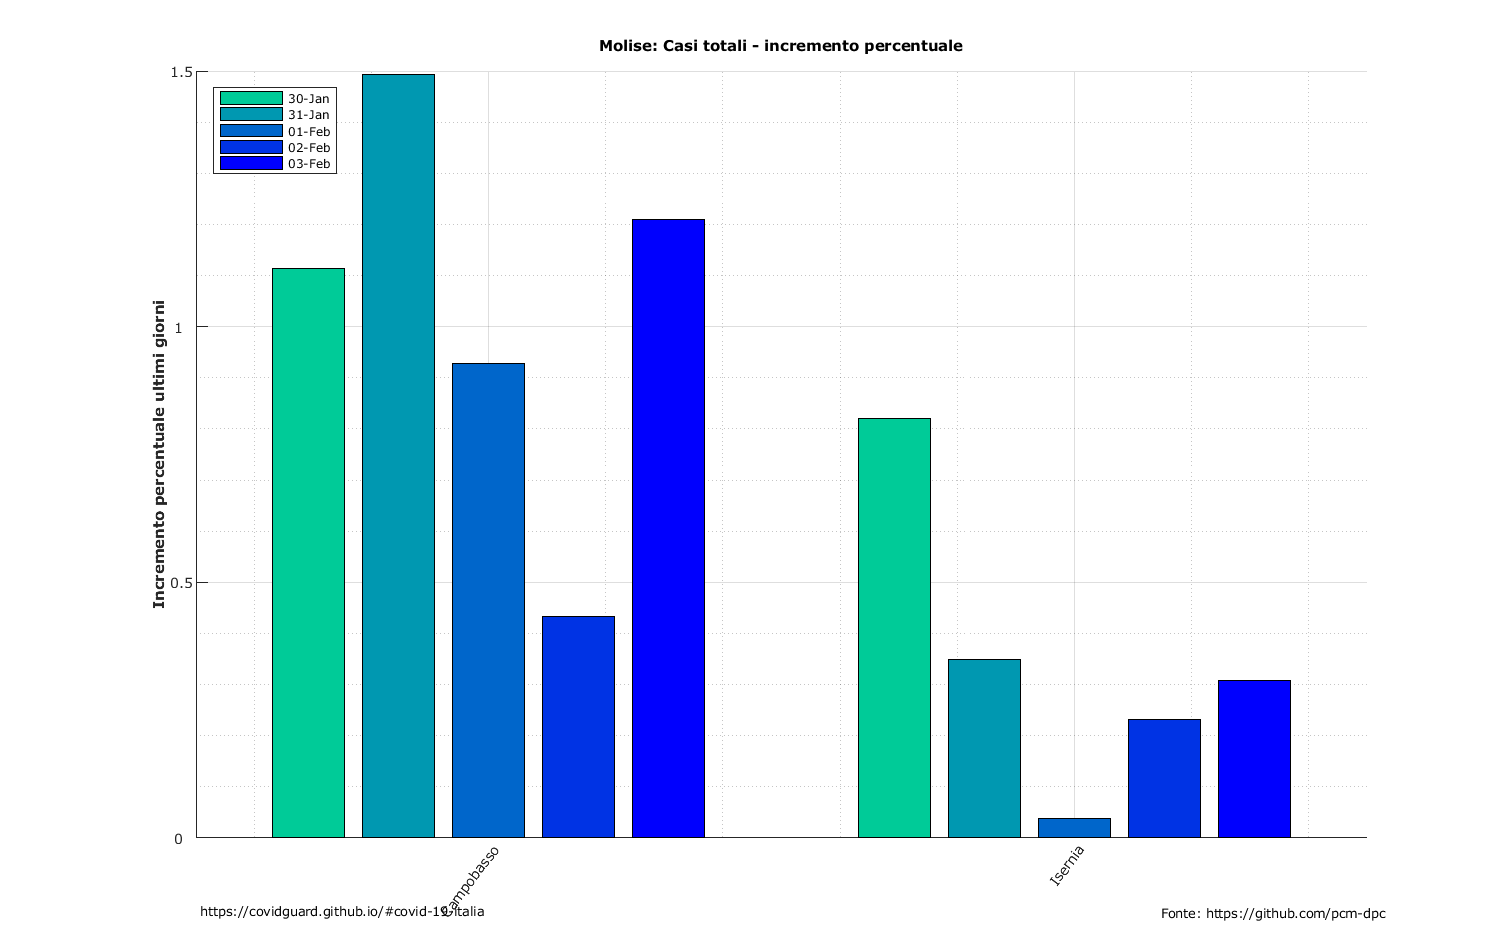 Molise: Casi totali - incremento percentuale
1.5
30-Jan
31-Jan
01-Feb
02-Feb
03-Feb
Incremento percentuale ultimi giorni
1
0.5
0
Campobasso
Isernia
https://covidguard.github.io/#covid-19-italia
Fonte: https://github.com/pcm-dpc